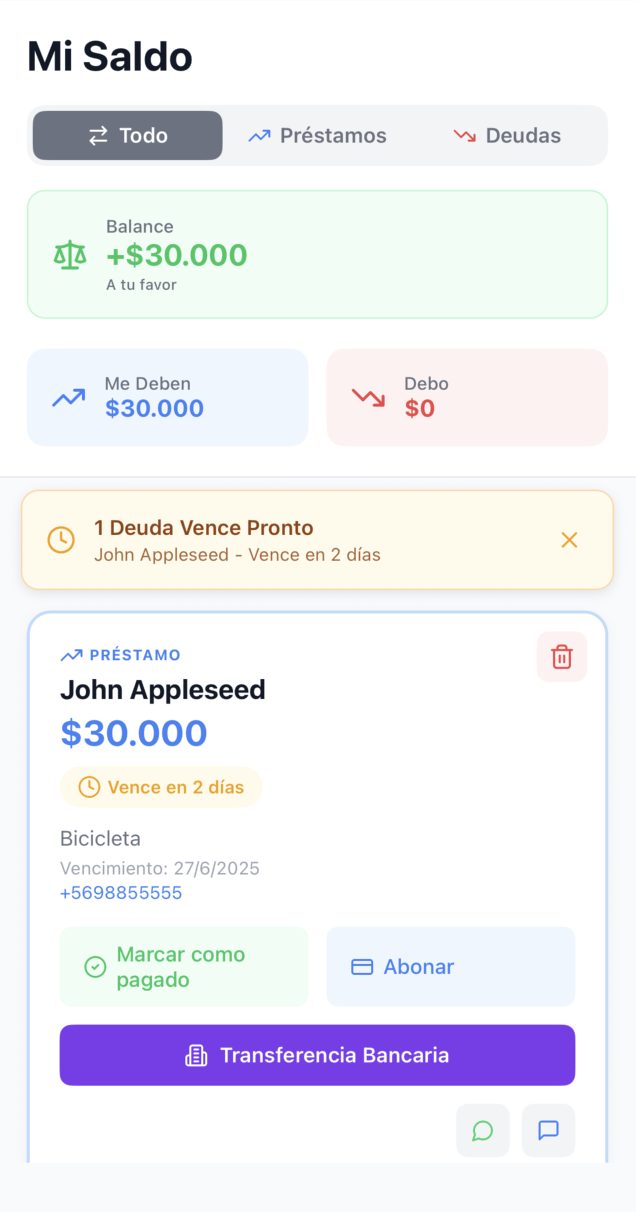 Mi Saldo
Todo
Préstamos
Deudas
Balance
+$30.000
A tu favor
Me Deben
$30.000
Debo
$0
1 Deuda Vence Pronto
John Appleseed - Vence en 2 días
PRÉSTAMO
John Appleseed
$30.000
Vence en 2 días
Bicicleta
Vencimiento: 27/6/2025
+5698855555
Marcar como
pagado
Abonar
Transferencia Bancaria